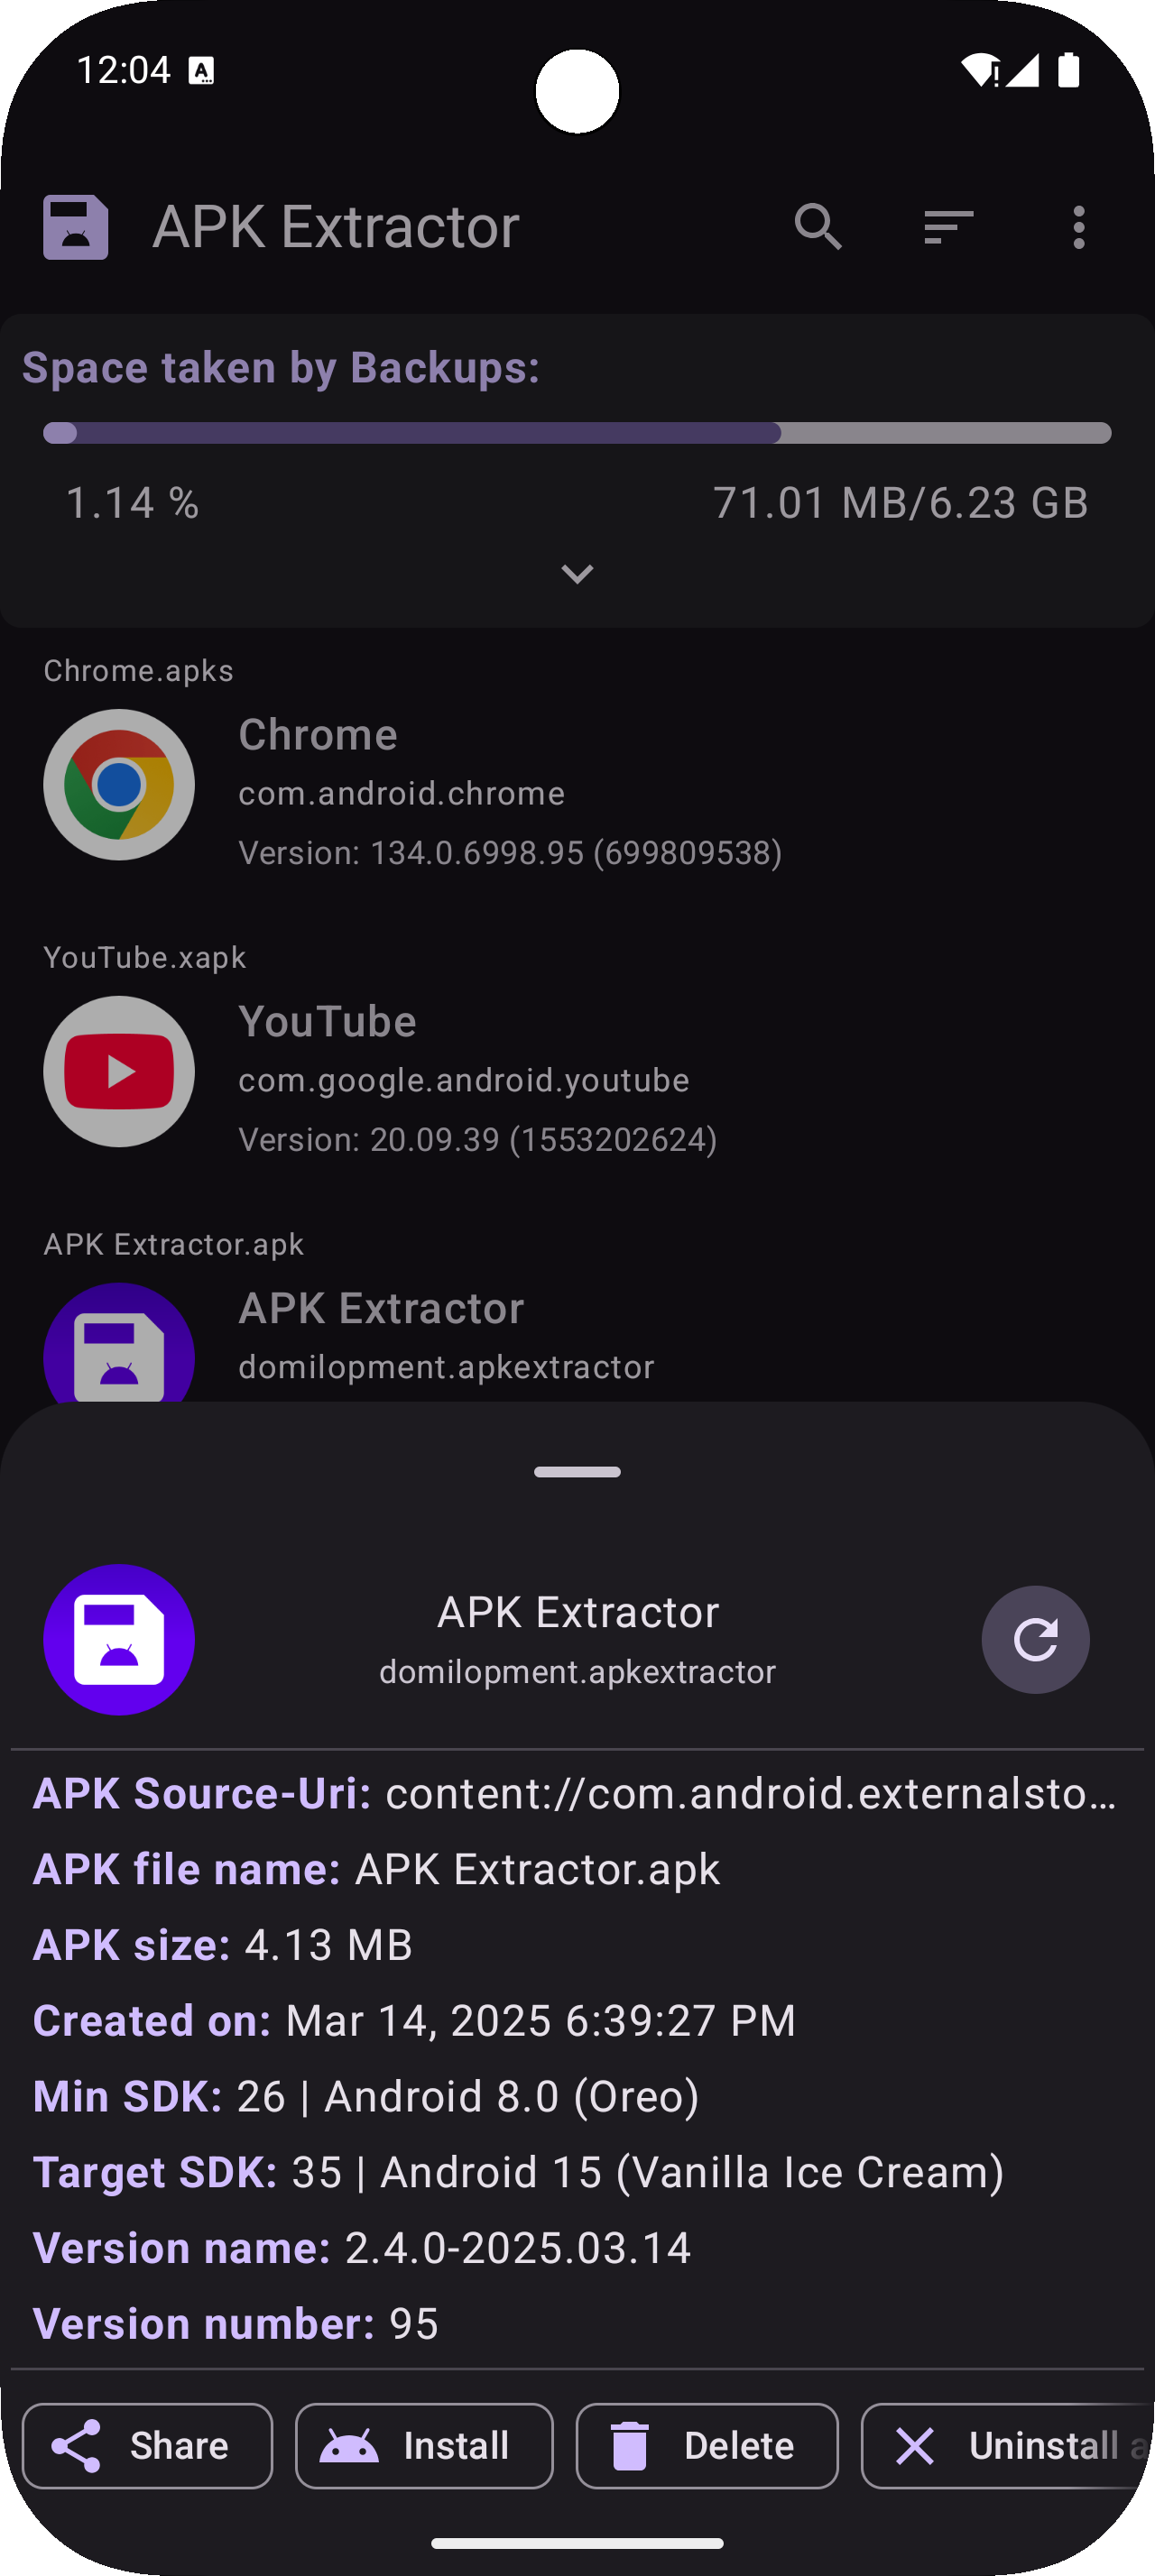 12:04
APK Extractor
Space taken by Backups:
1.14 % 71.01 MB/6.23 GB
Chrome.apks
Chrome
com.android.chrome
Version: 134.0.6998.95 (699809538)
YouTube.xapk
YouTube
com.google.android.youtube
Version: 20.09.39 (1553202624)
APK Extractor.apk
APK Extractor
domilopment.apkextractor
APK Extractor
domilopment.apkextractor
APK Source-Uri: content://com.android.externalsto...
APK file name: APK Extractor.apk
APK size: 4.13 MB
Created on: Mar 14, 2025 6:39:27 PM
Min SDK: 26 | Android 8.0 (Oreo)
Target SDK: 35 | Android 15 (Vanilla Ice Cream)
Version name: 2.4.0-2025.03.14
Version number: 95
Share Install Delete Uninstall